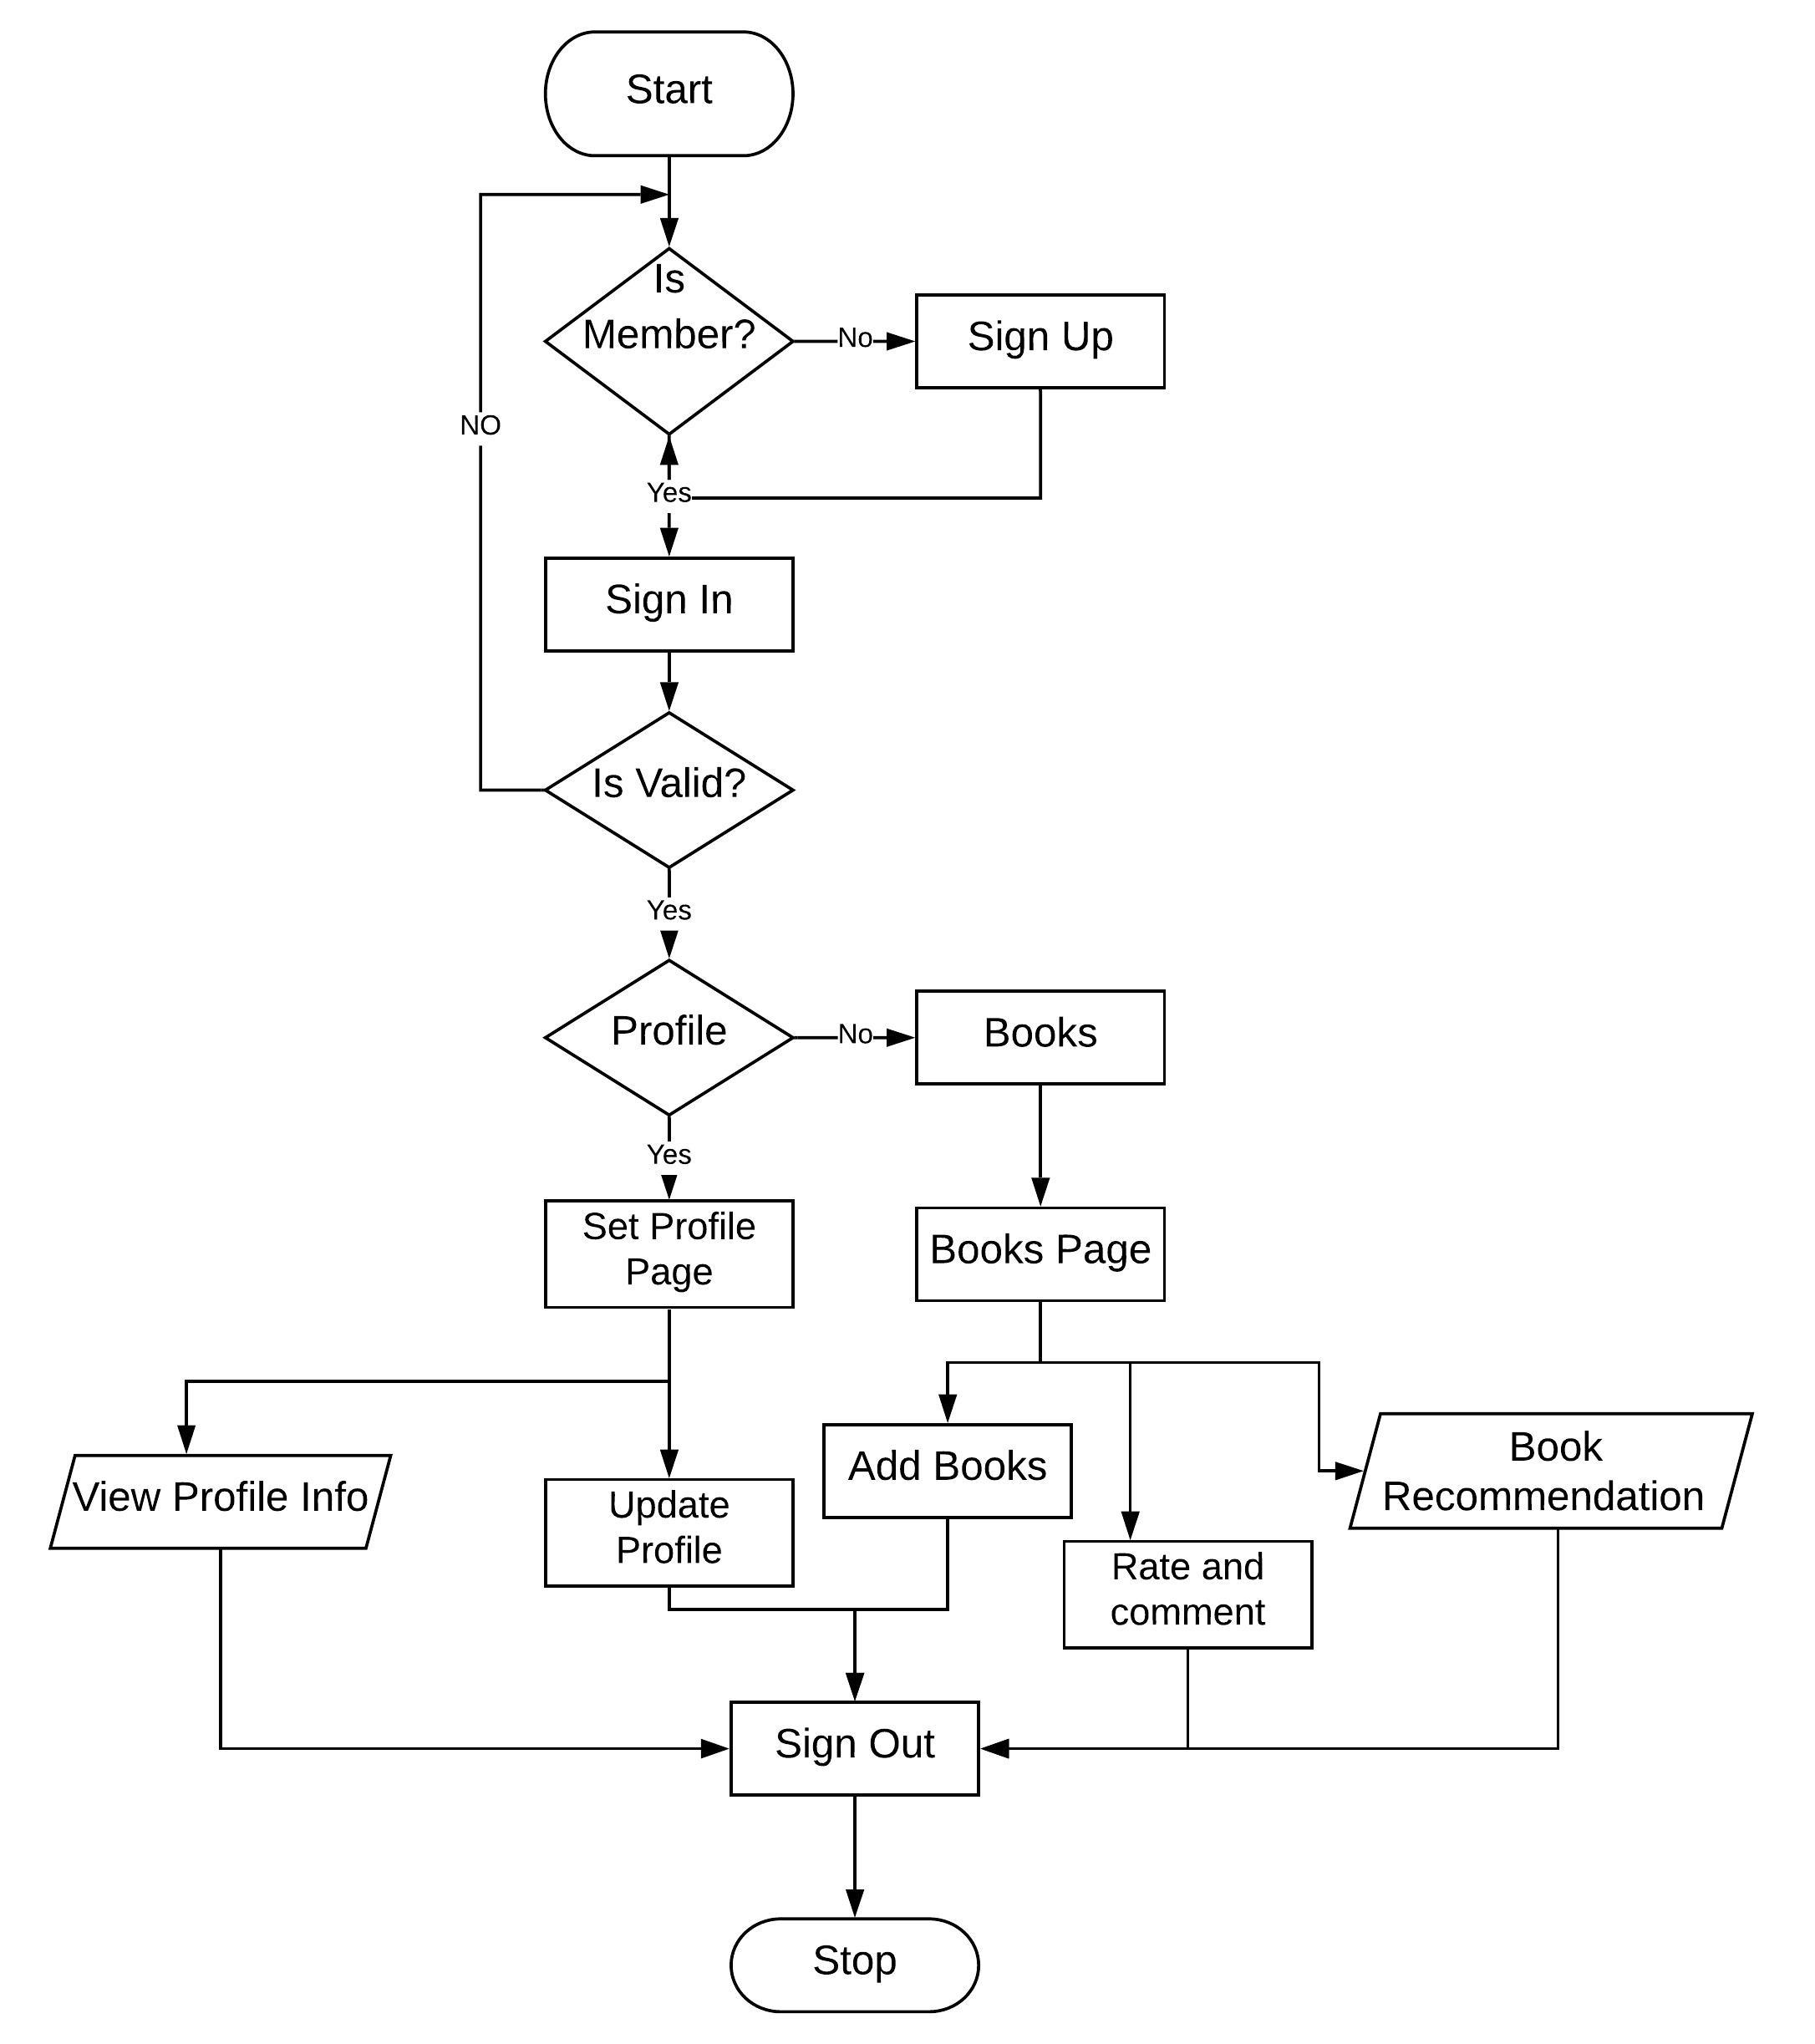 Start
Is
Member?
No
Sign Up
NO
Yes
Sign In
Is Valid?
Yes
Profile
No
Books
Yes
Set Profile
Page
Books Page
View Profile Info
Update
Profile
Add Books
Rate and
comment
Book
Recommendation
Sign Out
Stop